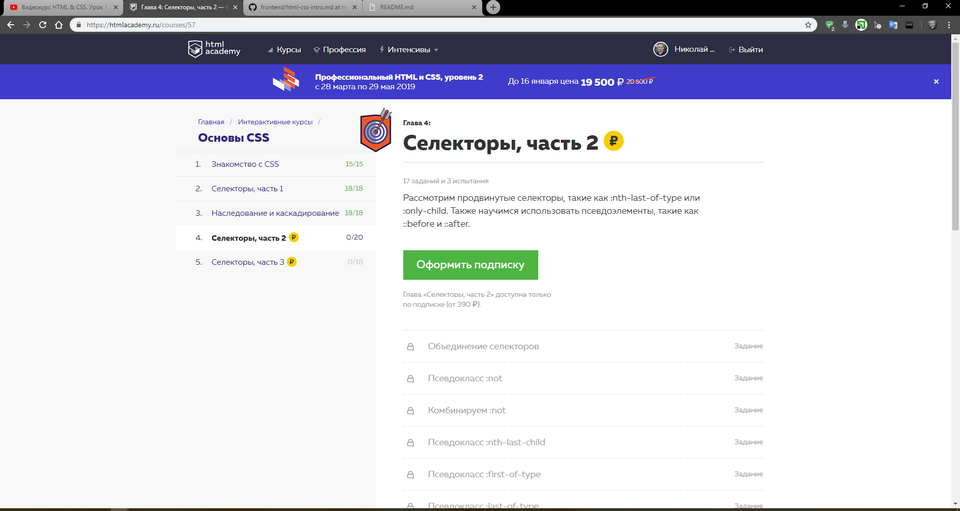 Видеокурс HTML & CSS. Урок
Глава 4: Селекторы, часть 2 —
frontend/html-css-intro.md at m
README.md
https://htmlacademy.ru/courses/57
html
academy
Курсы
Профессия
Интенсивы
Николай ...
Выйти
Профессиональный HTML и CSS, уровень 2
с 28 марта по 29 мая 2019
До 16 января цена 19 500 ₽ 20 500 ₽
Главная / Интерактивные курсы /
Основы CSS
1. Знакомство с CSS 15/15
2. Селекторы, часть 1 18/18
3. Наследование и каскадирование 18/18
4. Селекторы, часть 2 ₽ 0/20
5. Селекторы, часть 3 ₽ 0/18
Глава 4:
Селекторы, часть 2 ₽
17 заданий и 3 испытания
Рассмотрим продвинутые селекторы, такие как :nth-last-of-type или
:only-child. Также научимся использовать псевдоэлементы, такие как
::before и ::after.
Оформить подписку
Глава «Селекторы, часть 2» доступна только
по подписке (от 390 ₽).
Объединение селекторов Задание
Псевдокласс :not Задание
Комбинируем :not Задание
Псевдокласс :nth-last-child Задание
Псевдокласс :first-of-type Задание
Псевдокласс :last-of-type Задание